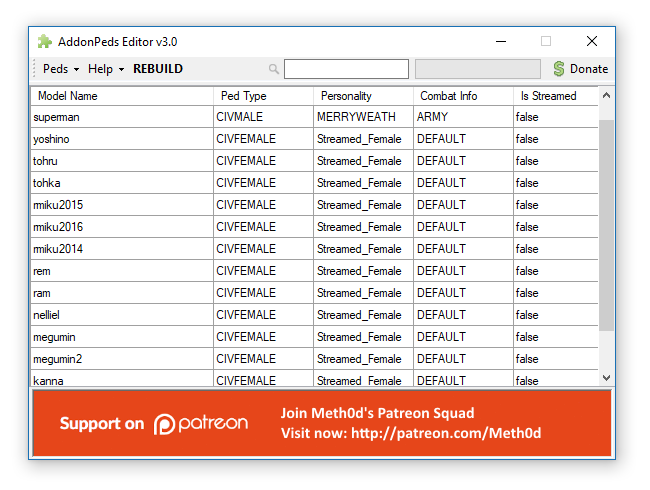 AddonPeds Editor v3.0
Peds Help REBUILD Donate
Model Name Ped Type Personality Combat Info Is Streamed
superman CIVMALE MERRYWEATH ARMY false
yoshino CIVFEMALE Streamed_Female DEFAULT false
tohru CIVFEMALE Streamed_Female DEFAULT false
tohka CIVFEMALE Streamed_Female DEFAULT false
rmiku2015 CIVFEMALE Streamed_Female DEFAULT false
rmiku2016 CIVFEMALE Streamed_Female DEFAULT false
rmiku2014 CIVFEMALE Streamed_Female DEFAULT false
rem CIVFEMALE Streamed_Female DEFAULT false
ram CIVFEMALE Streamed_Female DEFAULT false
nelliel CIVFEMALE Streamed_Female DEFAULT false
megumin CIVFEMALE Streamed_Female DEFAULT false
megumin2 CIVFEMALE Streamed_Female DEFAULT false
kanna CIVFEMALE Streamed_Female DEFAULT false
Support on patreon
Join Meth0d's Patreon Squad
Visit now: http://patreon.com/Meth0d